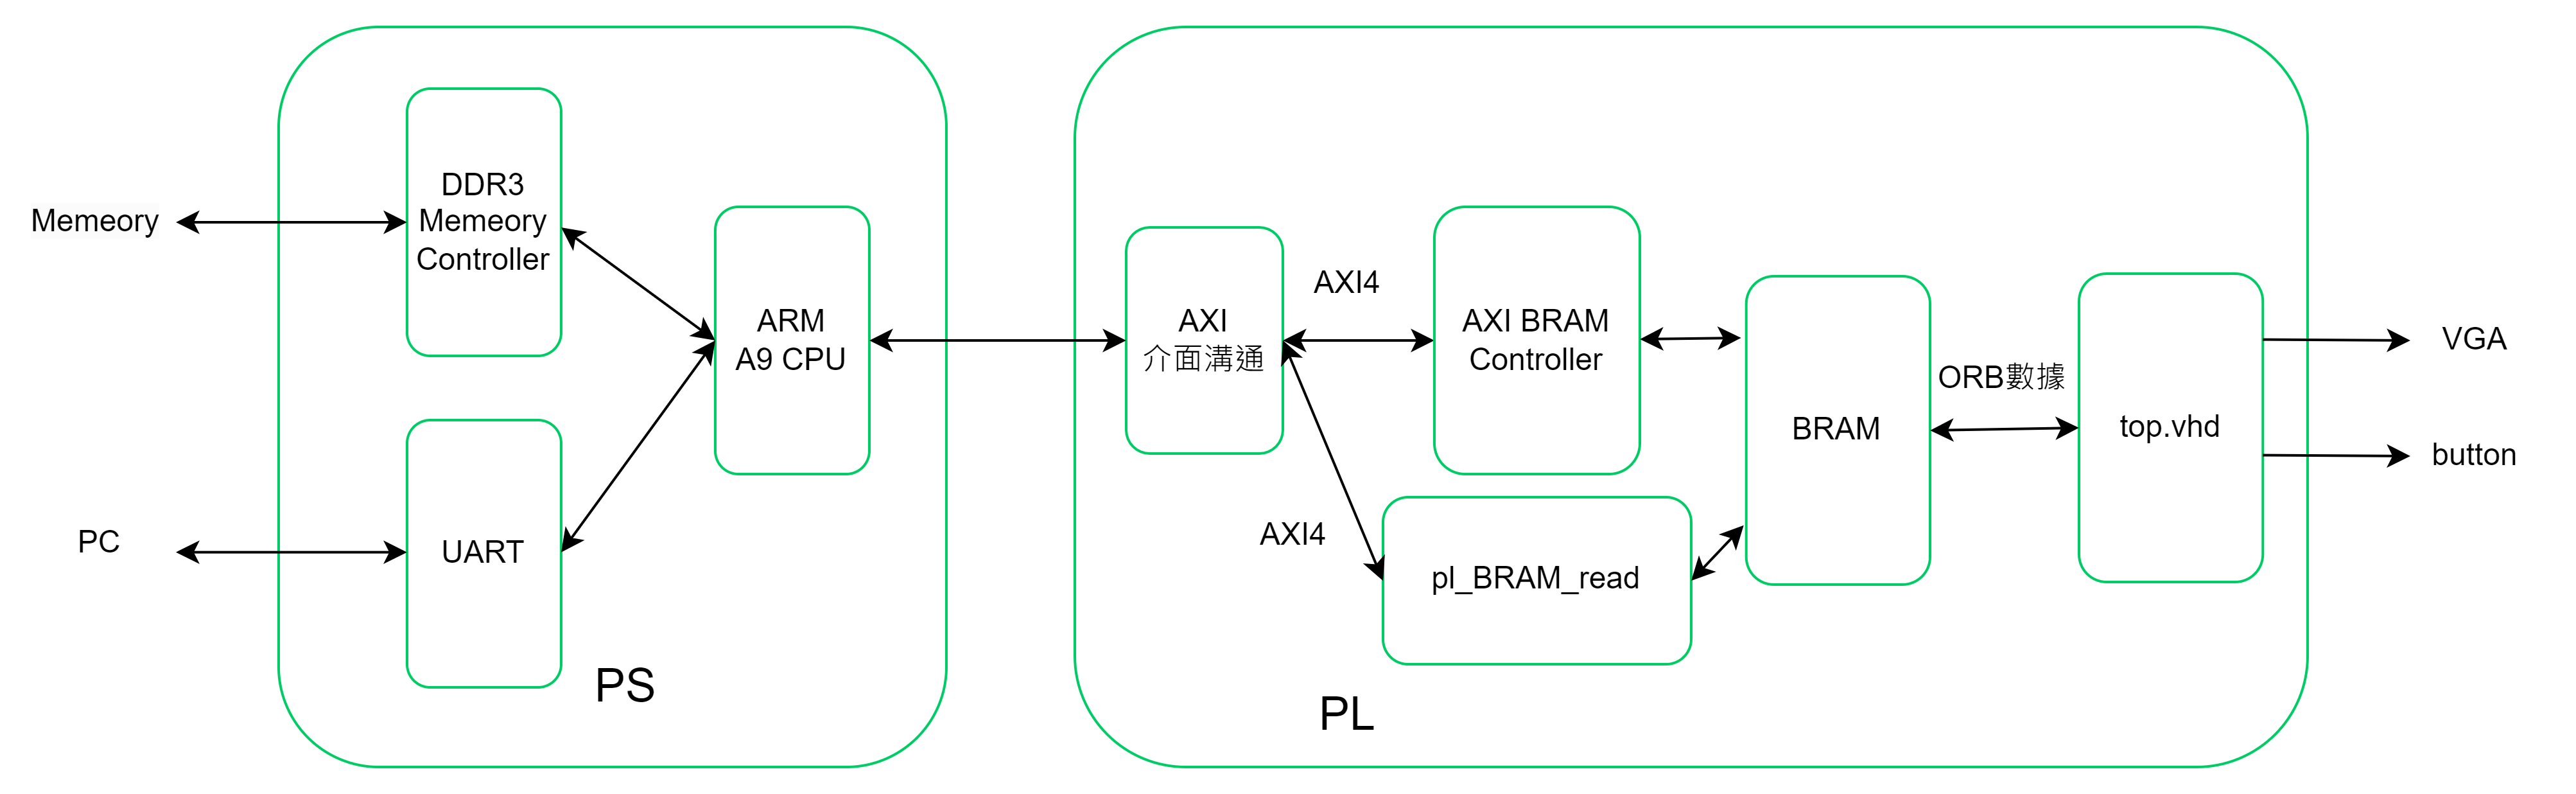 Memeory
PC
DDR3
Memeory
Controller
UART
ARM
A9 CPU
PS
AXI
介面溝通
AXI4
AXI4
AXI BRAM
Controller
pl_BRAM_read
BRAM
ORB數據
top.vhd
PL
VGA
button